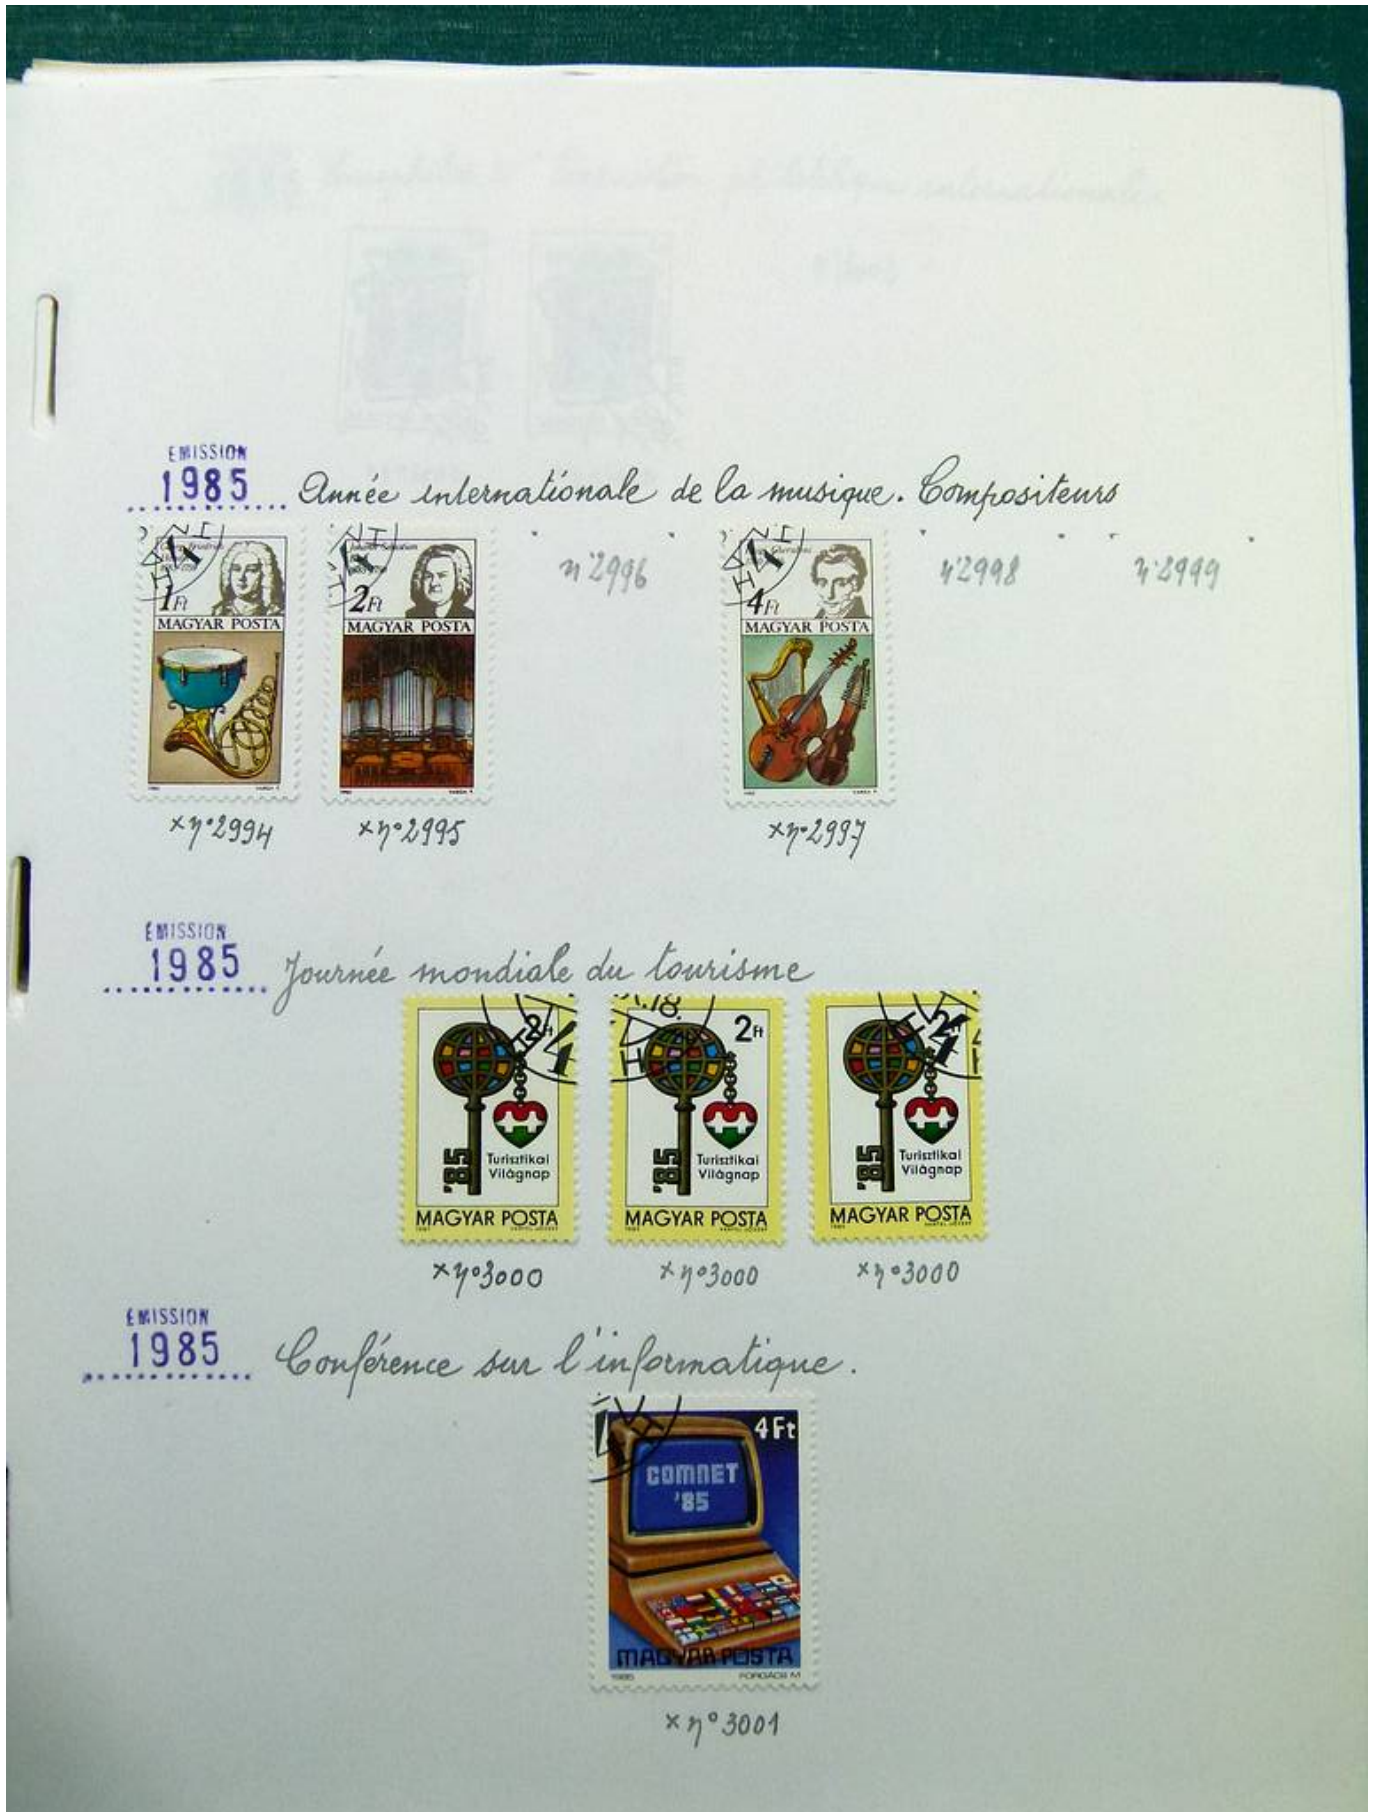 EMISSION
1985 Année internationale de la musique. Compositeurs
n°2996 n°2998 n°2999
1Ft
MAGYAR POSTA
2Ft
MAGYAR POSTA
4Ft
MAGYAR POSTA
x n°2994 x n°2995 x n°2997
ÉMISSION
1985 Journée mondiale du tourisme
2Ft
'85.
Turisztikai
Világnap
MAGYAR POSTA
18.
2Ft
'85.
Turisztikai
Világnap
MAGYAR POSTA
2Ft
'85.
Turisztikai
Világnap
MAGYAR POSTA
x n°3000 x n°3000 x n°3000
ÉMISSION
1985 Conférence sur l'informatique.
4Ft
COMNET
'85
MAGYAR POSTA
1985 FORGÁCS M
x n°3001